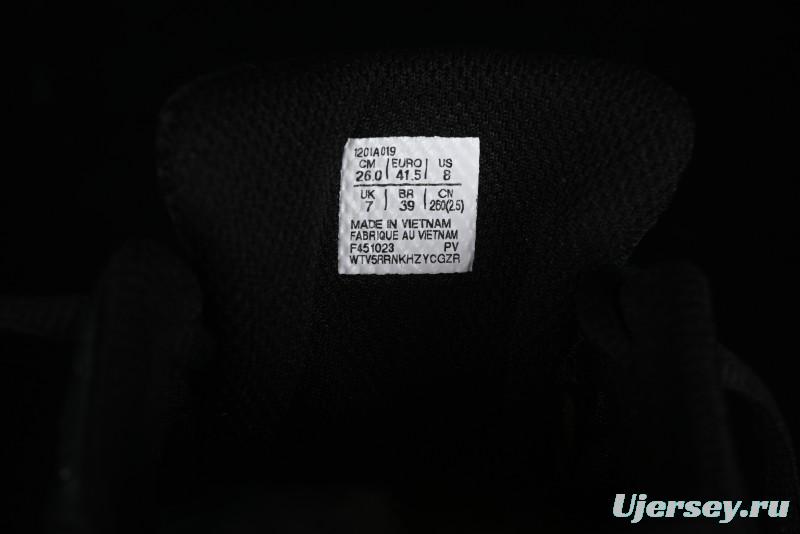 1201A019
CM EURO US
26.0 41.5 8
UK BR CN
7 39 260(2.5)
MADE IN VIETNAM
FABRIQUE AU VIETNAM
F451023 PV
WTV5RRNKHZYCGZR
Ujersey.ru